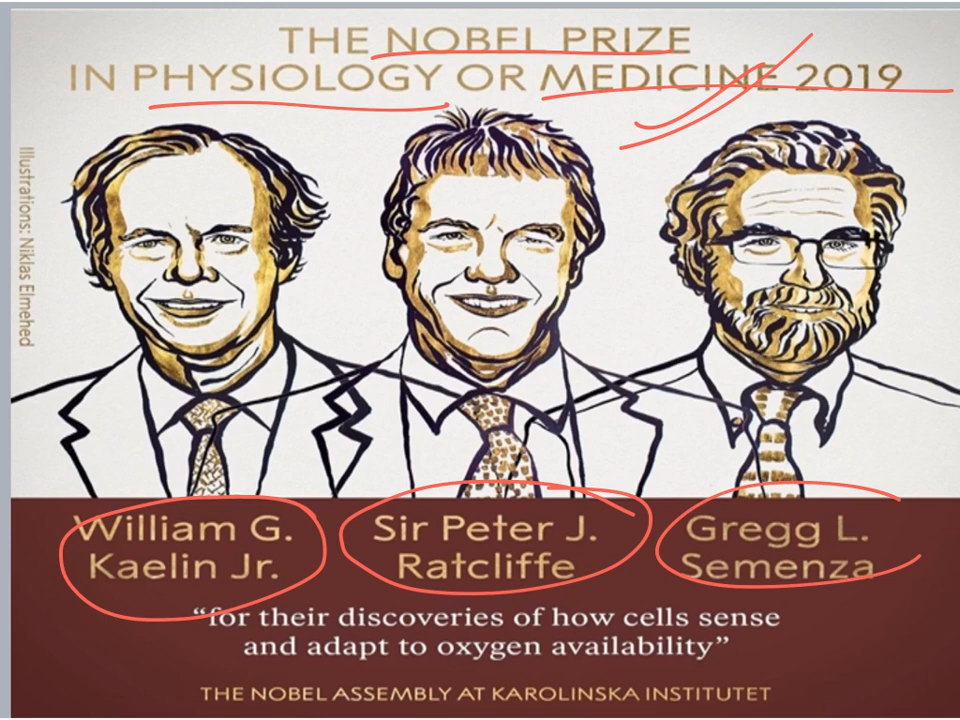 THE NOBEL PRIZE
IN PHYSIOLOGY OR MEDICINE 2019
Illustrations: Niklas Elmehed
William G.
Kaelin Jr.
Sir Peter J.
Ratcliffe
Gregg L.
Semenza
“for their discoveries of how cells sense
and adapt to oxygen availability”
THE NOBEL ASSEMBLY AT KAROLINSKA INSTITUTET